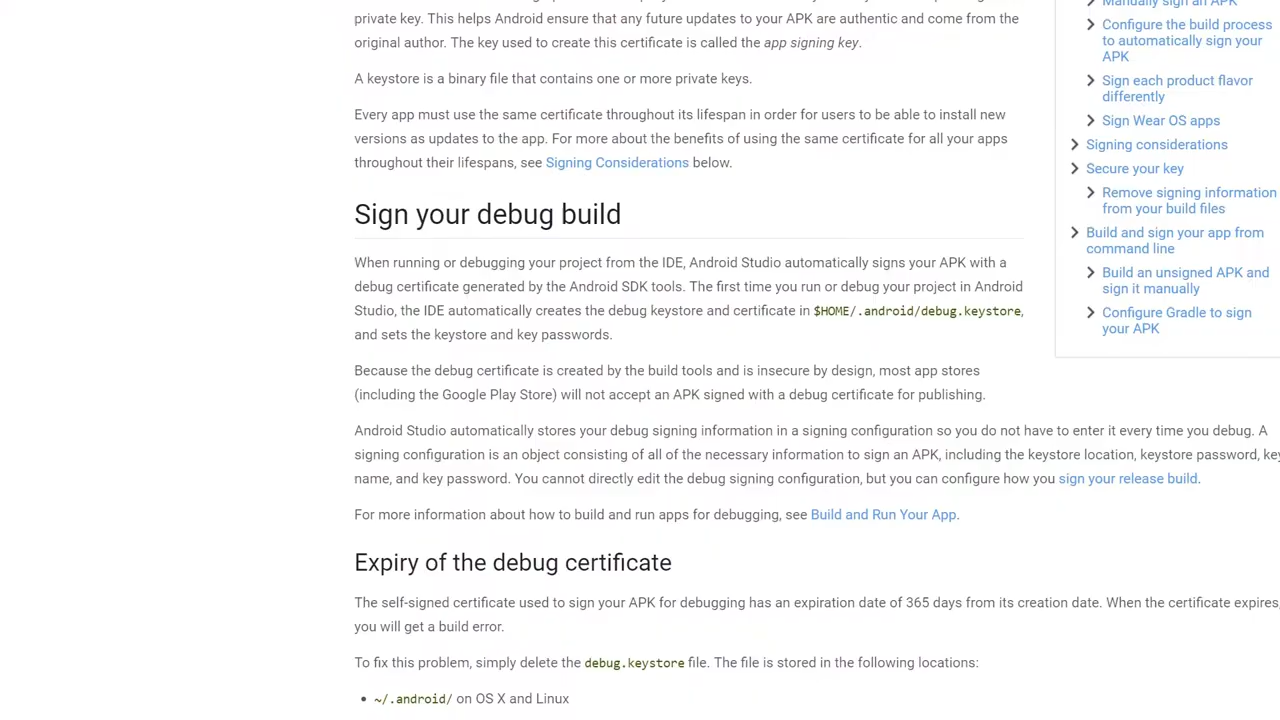 private key. This helps Android ensure that any future updates to your APK are authentic and come from the
original author. The key used to create this certificate is called the app signing key.
A keystore is a binary file that contains one or more private keys.
Every app must use the same certificate throughout its lifespan in order for users to be able to install new
versions as updates to the app. For more about the benefits of using the same certificate for all your apps
throughout their lifespans, see Signing Considerations below.
Sign your debug build
When running or debugging your project from the IDE, Android Studio automatically signs your APK with a
debug certificate generated by the Android SDK tools. The first time you run or debug your project in Android
Studio, the IDE automatically creates the debug keystore and certificate in $HOME/.android/debug.keystore,
and sets the keystore and key passwords.
Because the debug certificate is created by the build tools and is insecure by design, most app stores
(including the Google Play Store) will not accept an APK signed with a debug certificate for publishing.
Android Studio automatically stores your debug signing information in a signing configuration so you do not have to enter it every time you debug. A
signing configuration is an object consisting of all of the necessary information to sign an APK, including the keystore location, keystore password, key
name, and key password. You cannot directly edit the debug signing configuration, but you can configure how you sign your release build.
For more information about how to build and run apps for debugging, see Build and Run Your App.
Expiry of the debug certificate
The self-signed certificate used to sign your APK for debugging has an expiration date of 365 days from its creation date. When the certificate expires,
you will get a build error.
To fix this problem, simply delete the debug.keystore file. The file is stored in the following locations:
• ~/.android/ on OS X and Linux
Manually sign an APK
Configure the build process
to automatically sign your
APK
Sign each product flavor
differently
Sign Wear OS apps
Signing considerations
Secure your key
Remove signing information
from your build files
Build and sign your app from
command line
Build an unsigned APK and
sign it manually
Configure Gradle to sign
your APK